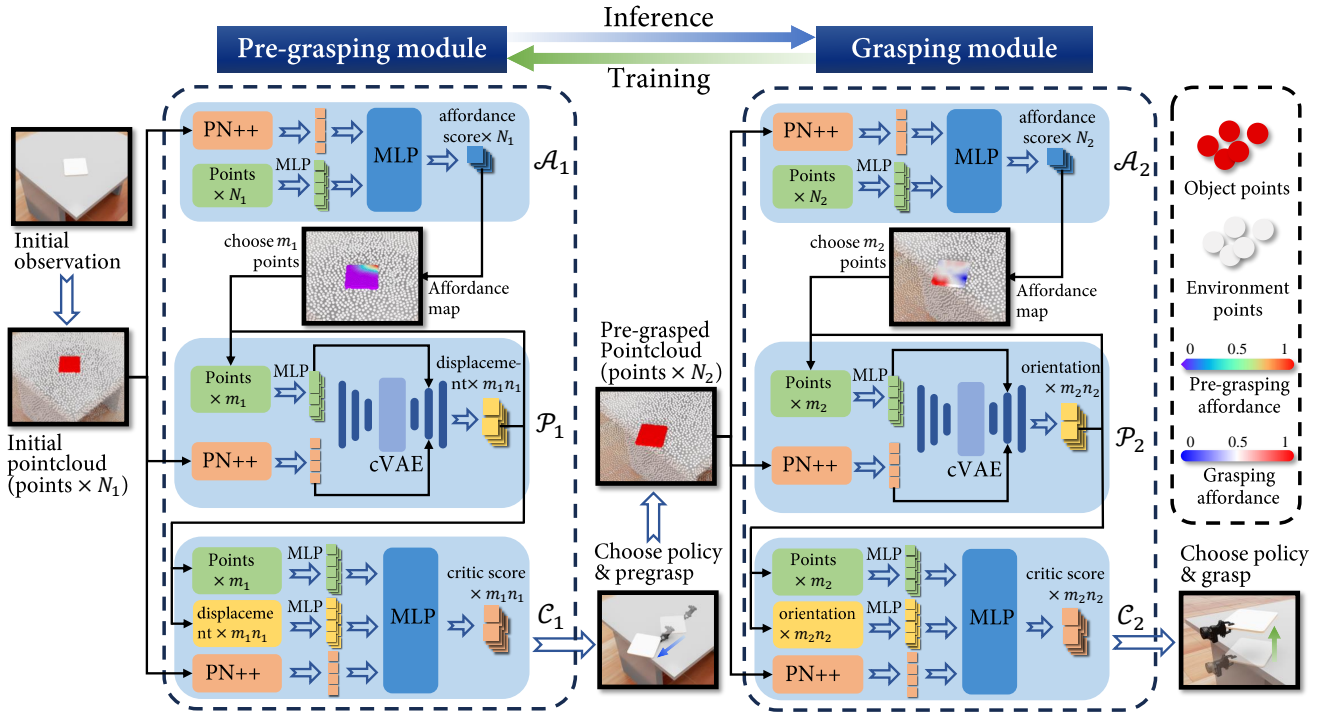 Inference
Pre-grasping module
Grasping module
Training
Initial
observation
Initial
pointcloud
(points × N₁)
PN++
MLP
Points
× N₁
MLP
affordance
score× N₁
𝒜₁
choose m₁
points
Affordance
map
Points
× m₁
MLP
displaceme-
nt× m₁n₁
cVAE
PN++
𝒫₁
Points
× m₁
MLP
displaceme
nt × m₁n₁
MLP
PN++
MLP
critic score
× m₁n₁
𝒞₁
Pre-grasped
Pointcloud
(points × N₂)
Choose policy
& pregrasp
PN++
MLP
Points
× N₂
MLP
affordance
score× N₂
𝒜₂
choose m₂
points
Affordance
map
Points
× m₂
MLP
orientation
× m₂n₂
cVAE
PN++
𝒫₂
Points
× m₂
MLP
orientation
× m₂n₂
MLP
PN++
MLP
critic score
× m₂n₂
𝒞₂
Object points
Environment
points
0 0.5 1
Pre-grasping
affordance
0 0.5 1
Grasping
affordance
Choose policy
& grasp